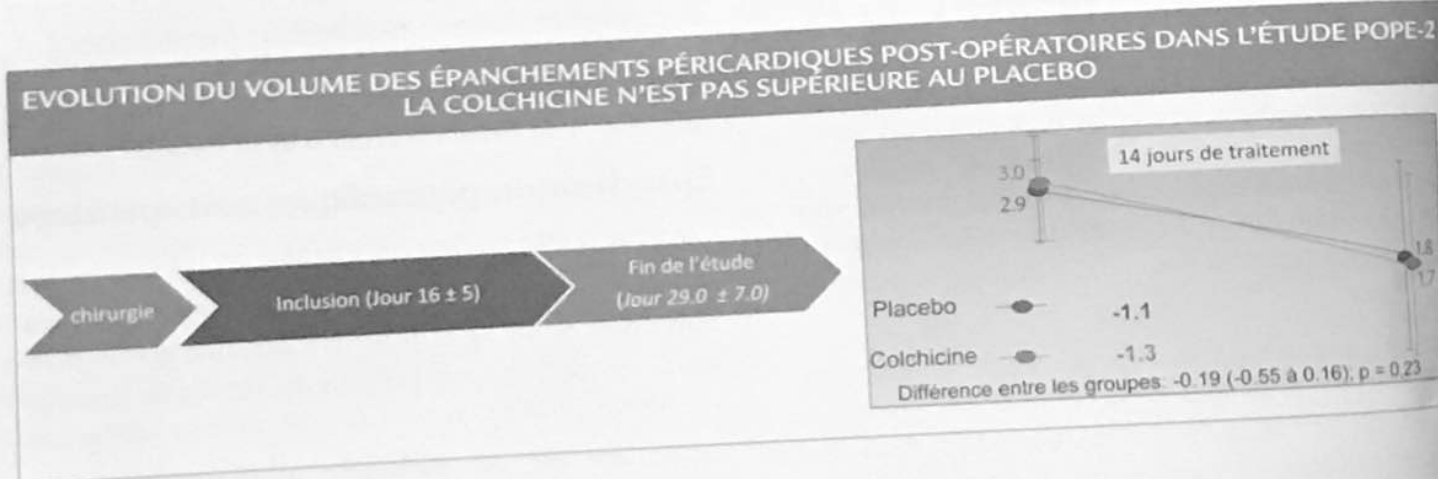 EVOLUTION DU VOLUME DES ÉPANCHEMENTS PÉRICARDIQUES POST-OPÉRATOIRES DANS L'ÉTUDE POPE-2
LA COLCHICINE N'EST PAS SUPÉRIEURE AU PLACEBO
chirurgie
Inclusion (Jour 16 ± 5)
Fin de l'étude
(Jour 29.0 ± 7.0)
14 jours de traitement
3.0
2.9
1.8
1.7
Placebo -1.1
Colchicine -1.3
Différence entre les groupes: -0.19 (-0.55 à 0.16); p = 0.23